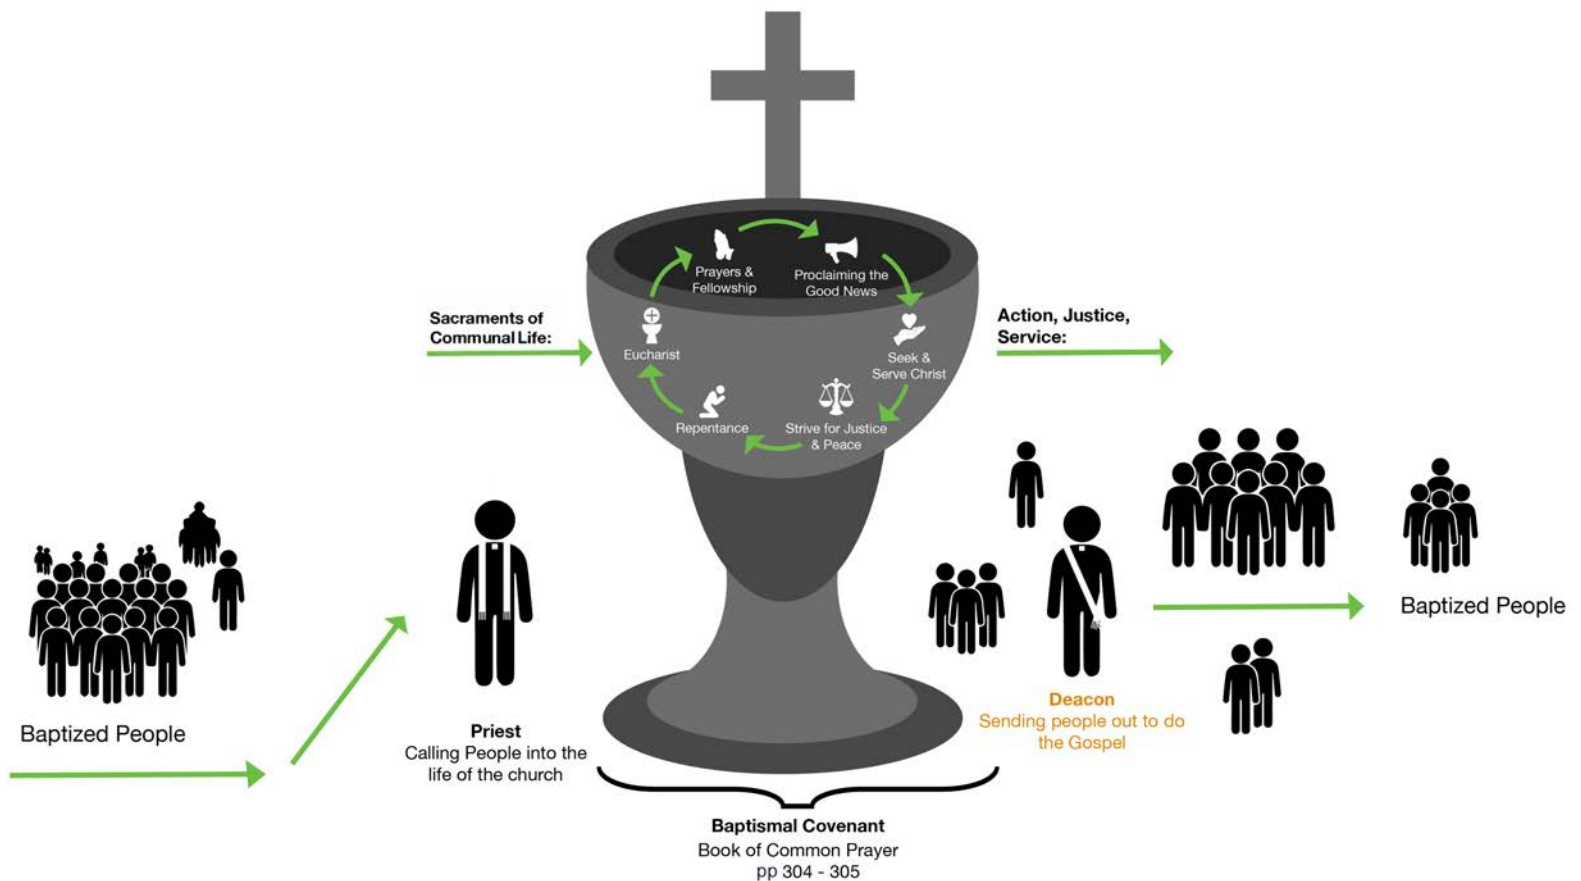 Prayers &
Fellowship
Proclaiming the
Good News
Sacraments of
Communal Life:
Eucharist
Seek &
Serve Christ
Action, Justice,
Service:
Repentance
Strive for Justice
& Peace
Baptized People
Priest
Calling People into the
life of the church
Deacon
Sending people out to do
the Gospel
Baptized People
Baptismal Covenant
Book of Common Prayer
pp 304 - 305